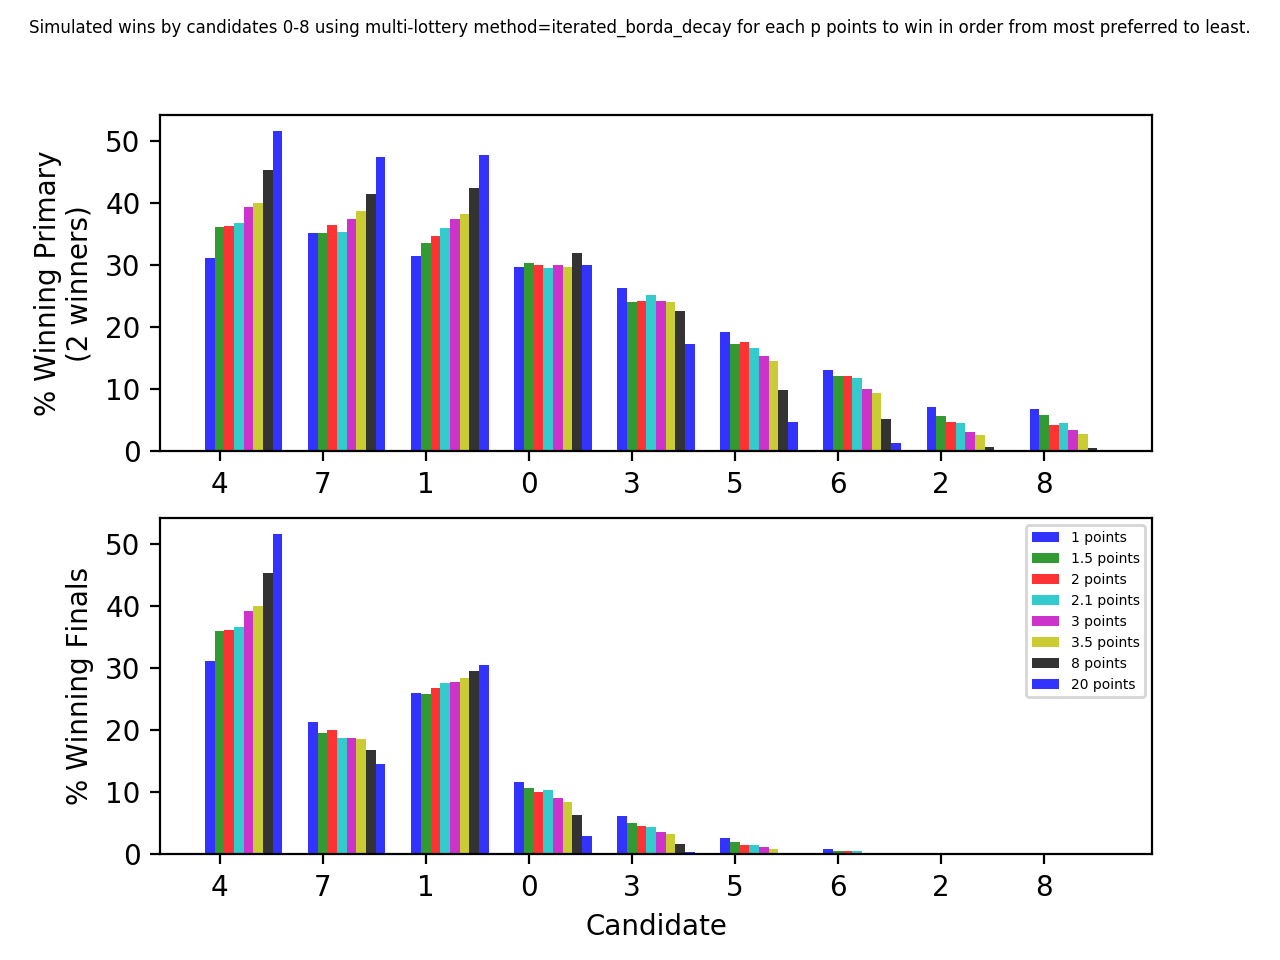 Simulated wins by candidates 0-8 using multi-lottery method=iterated_borda_decay for each p points to win in order from most preferred to least.
% Winning Primary
(2 winners)
50
40
30
20
10
0
4 7 1 0 3 5 6 2 8
% Winning Finals
50
40
30
20
10
0
1 points
1.5 points
2 points
2.1 points
3 points
3.5 points
8 points
20 points
4 7 1 0 3 5 6 2 8
Candidate